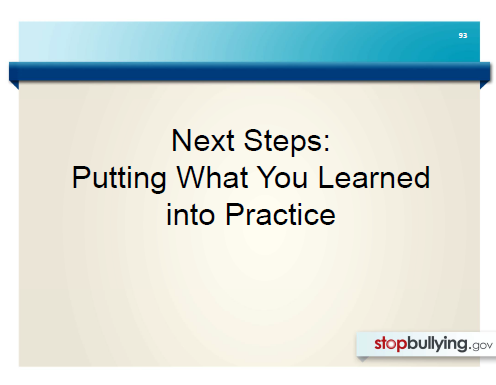 93
Next Steps:
Putting What You Learned
into Practice
stopbullying.gov